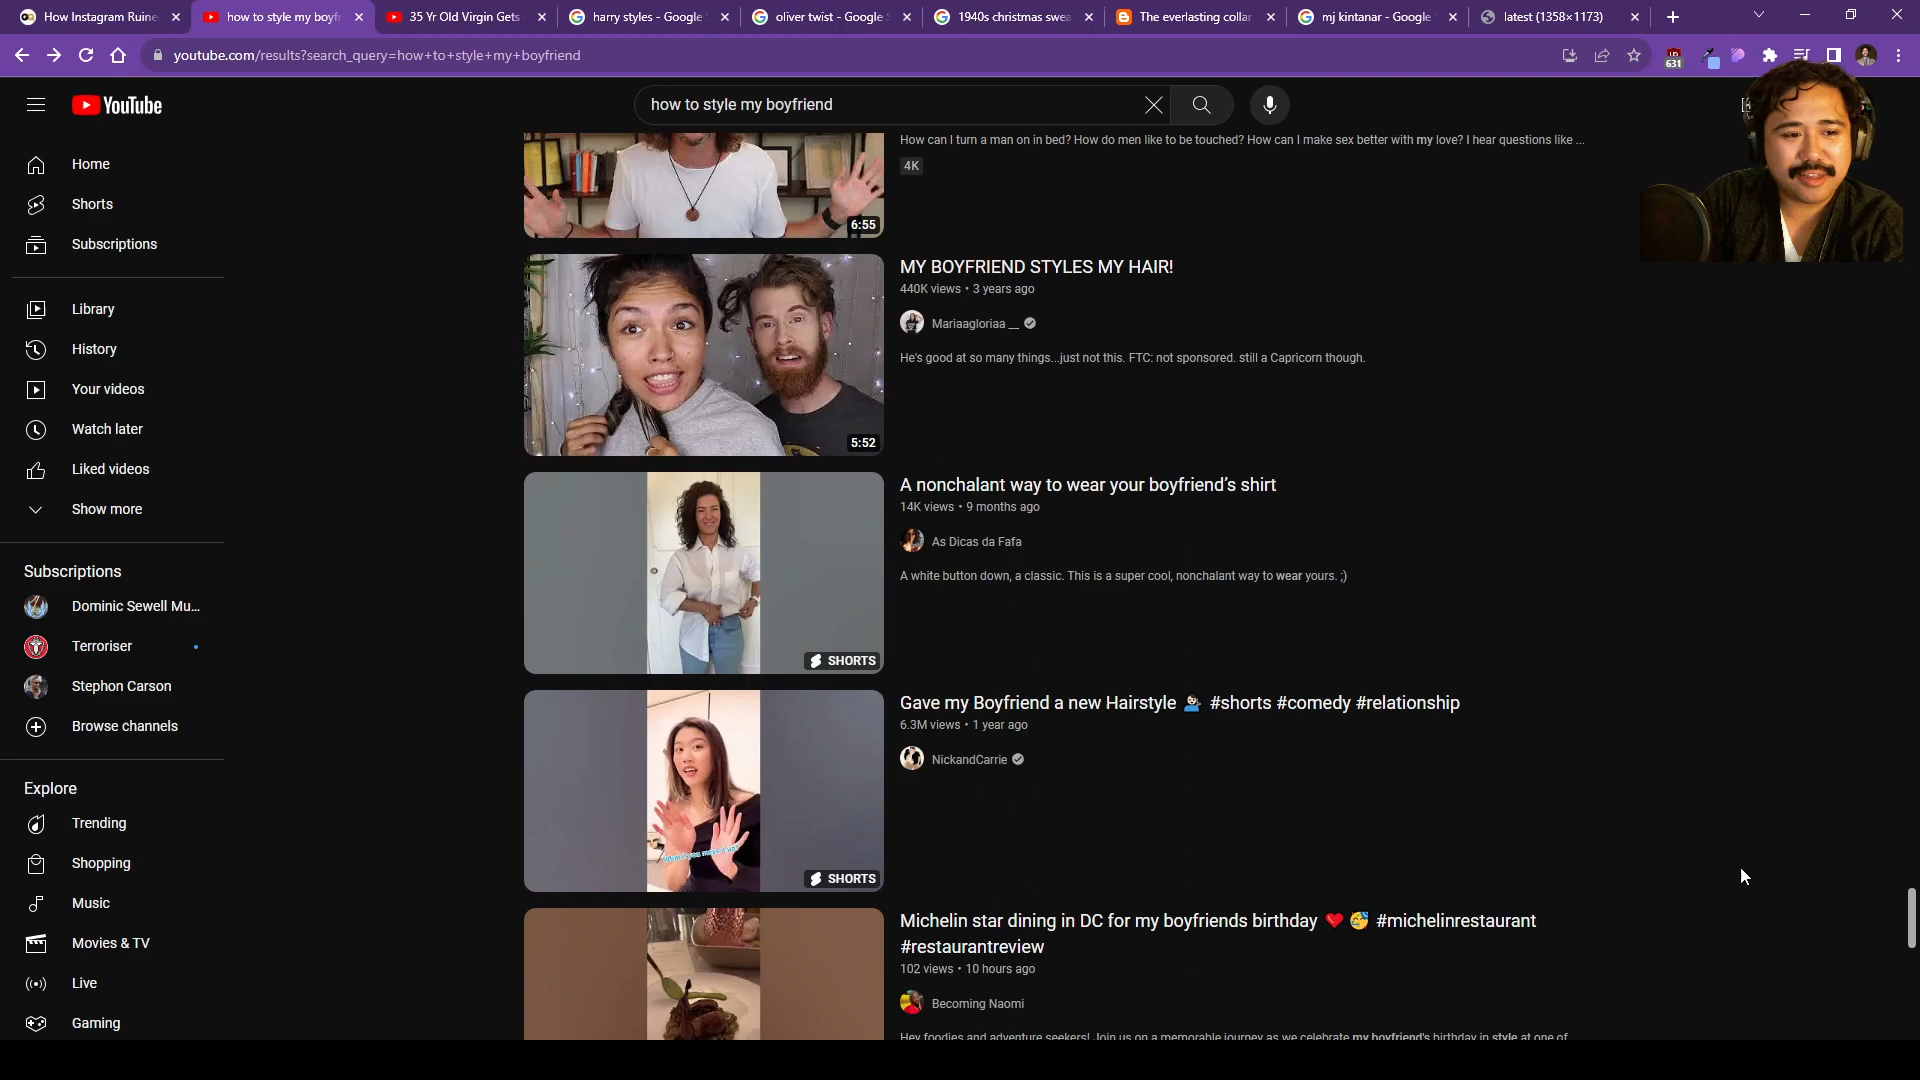 How Instagram Ruine
how to style my boyfr
35 Yr Old Virgin Gets
harry styles - Google
oliver twist - Google S
1940s christmas swea
The everlasting collar
mj kintanar - Google
latest (1358×1173)
youtube.com/results?search_query=how+to+style+my+boyfriend
631
YouTube
how to style my boyfriend
Home
Shorts
Subscriptions
Library
History
Your videos
Watch later
Liked videos
Show more
Subscriptions
Dominic Sewell Mu...
Terroriser
Stephon Carson
Browse channels
Explore
Trending
Shopping
Music
Movies & TV
Live
Gaming
6:55
How can I turn a man on in bed? How do men like to be touched? How can I make sex better with my love? I hear questions like ...
4K
5:52
MY BOYFRIEND STYLES MY HAIR!
440K views • 3 years ago
Mariaagloriaa __
He's good at so many things...just not this. FTC: not sponsored. still a Capricorn though.
SHORTS
A nonchalant way to wear your boyfriend's shirt
14K views • 9 months ago
As Dicas da Fafa
A white button down, a classic. This is a super cool, nonchalant way to wear yours. ;)
What if you mess it up?
SHORTS
Gave my Boyfriend a new Hairstyle 💇🏻‍♂️ #shorts #comedy #relationship
6.3M views • 1 year ago
NickandCarrie
Michelin star dining in DC for my boyfriends birthday ❤️ 🥳 #michelinrestaurant
#restaurantreview
102 views • 10 hours ago
Becoming Naomi
Hey foodies and adventure seekers! Join us on a memorable journey as we celebrate my boyfriend's birthday in style at one of